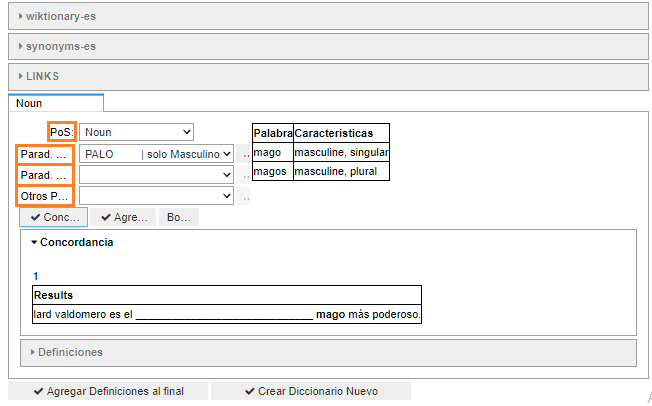 wiktionary-es
synonyms-es
LINKS
Noun
PoS: Noun
Palabra Caracteristicas
Parad. ... PALO | solo Masculino ..
mago masculine, singular
Parad. ... ..
magos masculine, plural
Otros P... ..
Conc... Agre... Bo...
Concordancia
1
Results
lard valdomero es el ______________________________ mago más poderoso.
Definiciones
Agregar Definiciones al final Crear Diccionario Nuevo